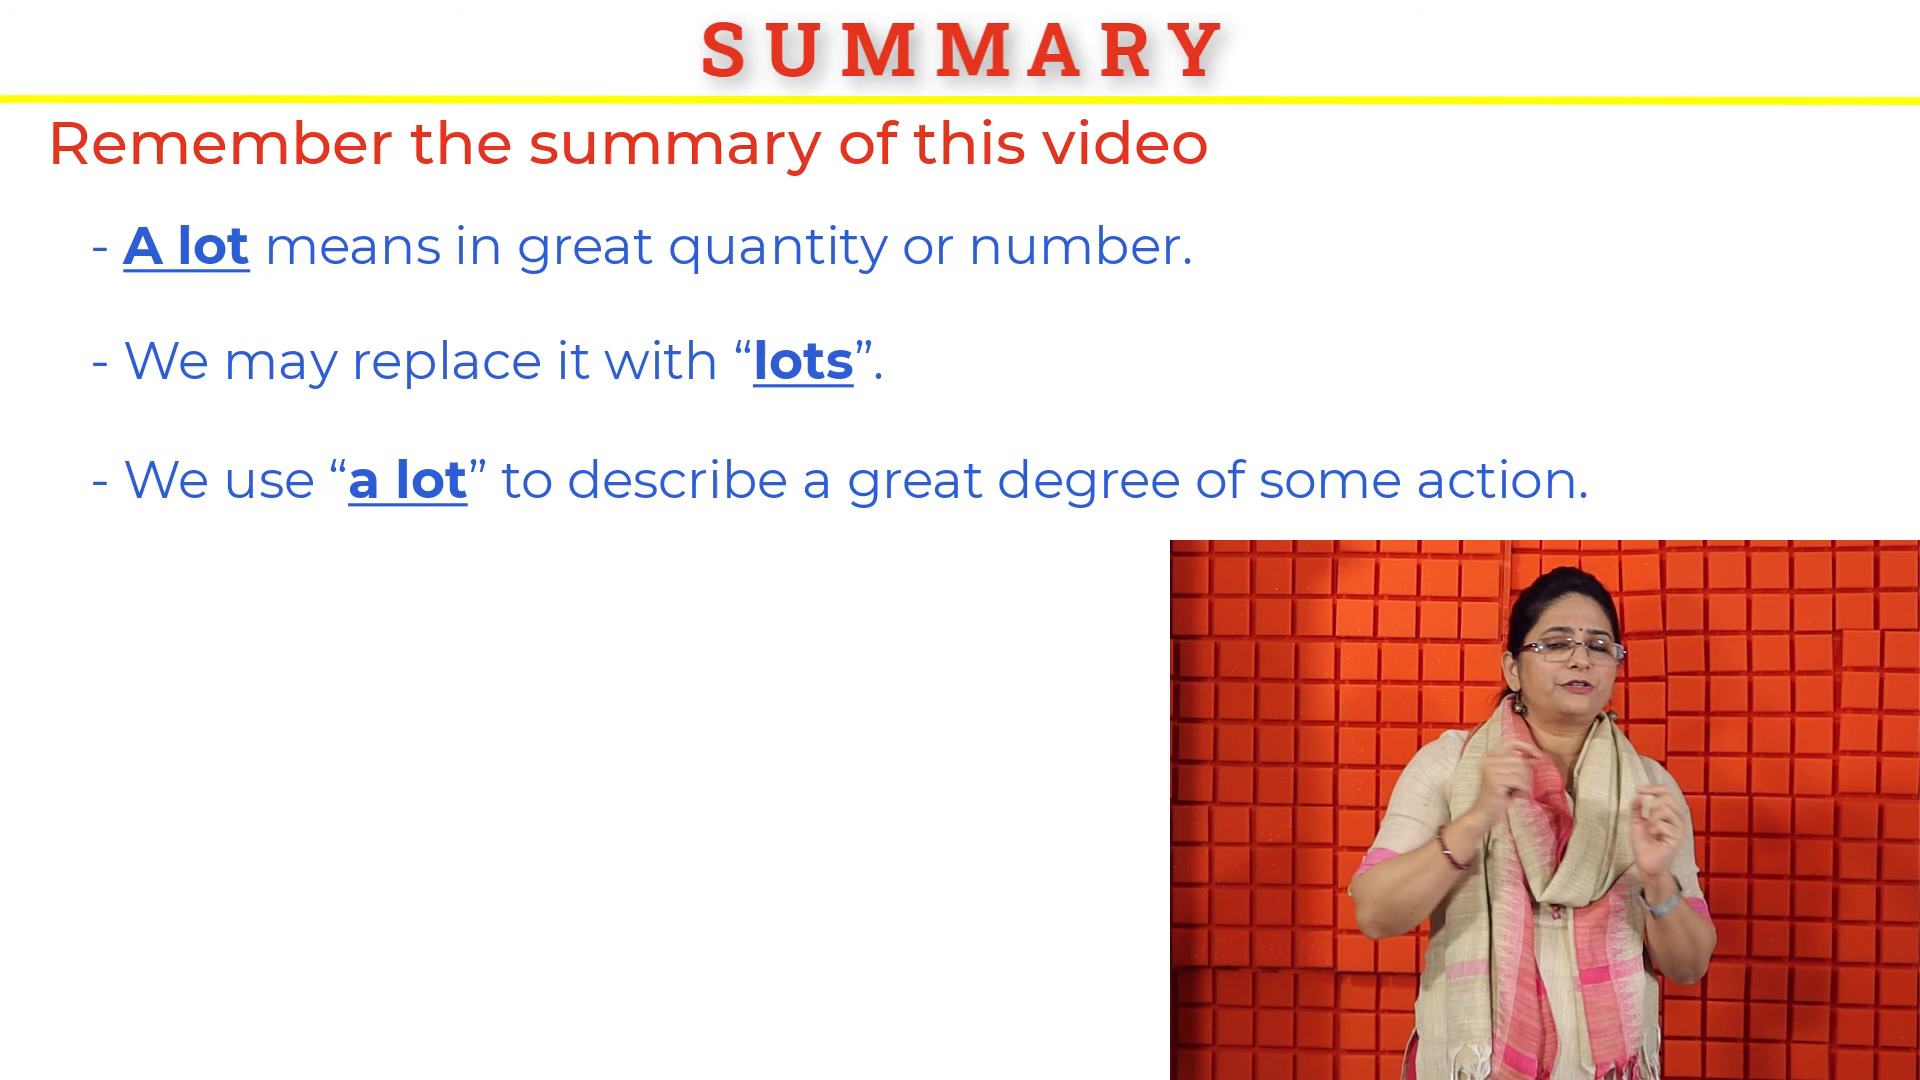 SUMMARY
Remember the summary of this video
- A lot means in great quantity or number.
- We may replace it with “lots”.
- We use “a lot” to describe a great degree of some action.